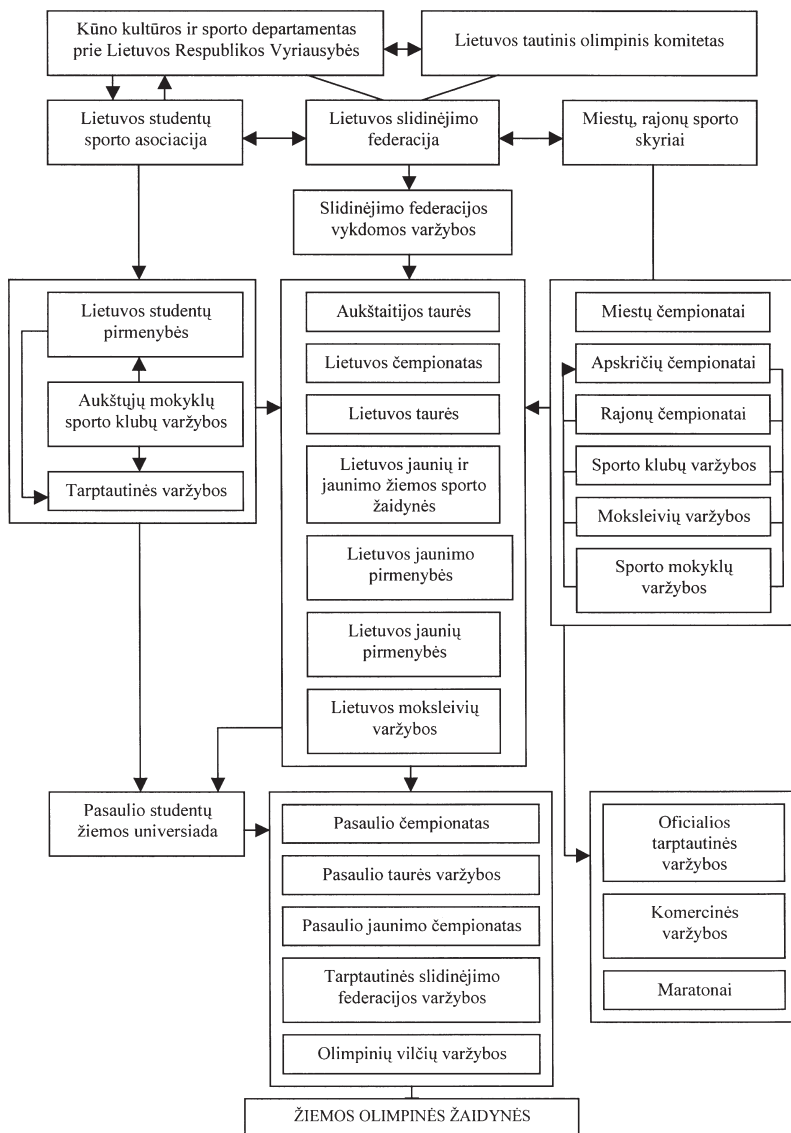 Kūno kultūros ir sporto departamentas
prie Lietuvos Respublikos Vyriausybės
Lietuvos tautinis olimpinis komitetas
Lietuvos studentų
sporto asociacija
Lietuvos slidinėjimo
federacija
Miestų, rajonų sporto
skyriai
Slidinėjimo federacijos
vykdomos varžybos
Lietuvos studentų
pirmenybės
Aukštųjų mokyklų
sporto klubų varžybos
Tarptautinės varžybos
Aukštaitijos taurės
Lietuvos čempionatas
Lietuvos taurės
Lietuvos jaunių ir
jaunimo žiemos sporto
žaidynės
Lietuvos jaunimo
pirmenybės
Lietuvos jaunių
pirmenybės
Lietuvos moksleivių
varžybos
Miestų čempionatai
Apskričių čempionatai
Rajonų čempionatai
Sporto klubų varžybos
Moksleivių varžybos
Sporto mokyklų
varžybos
Pasaulio studentų
žiemos universiada
Pasaulio čempionatas
Pasaulio taurės varžybos
Pasaulio jaunimo čempionatas
Tarptautinės slidinėjimo
federacijos varžybos
Olimpinių vilčių varžybos
Oficialios
tarptautinės
varžybos
Komercinės
varžybos
Maratonai
ŽIEMOS OLIMPINĖS ŽAIDYNĖS